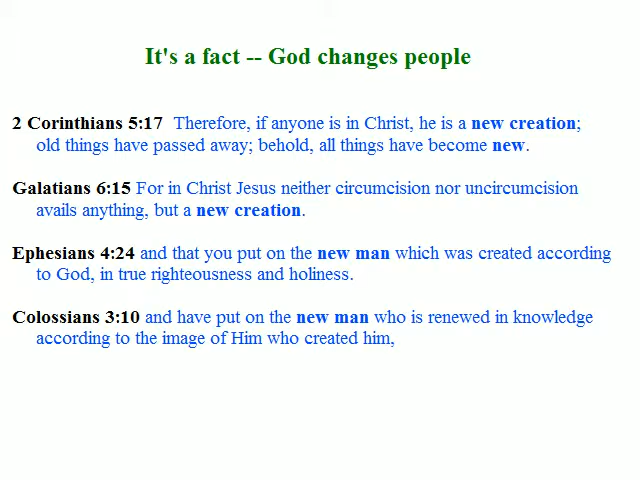 It's a fact -- God changes people
2 Corinthians 5:17  Therefore, if anyone is in Christ, he is a new creation;
old things have passed away; behold, all things have become new.
Galatians 6:15 For in Christ Jesus neither circumcision nor uncircumcision
avails anything, but a new creation.
Ephesians 4:24 and that you put on the new man which was created according
to God, in true righteousness and holiness.
Colossians 3:10 and have put on the new man who is renewed in knowledge
according to the image of Him who created him,